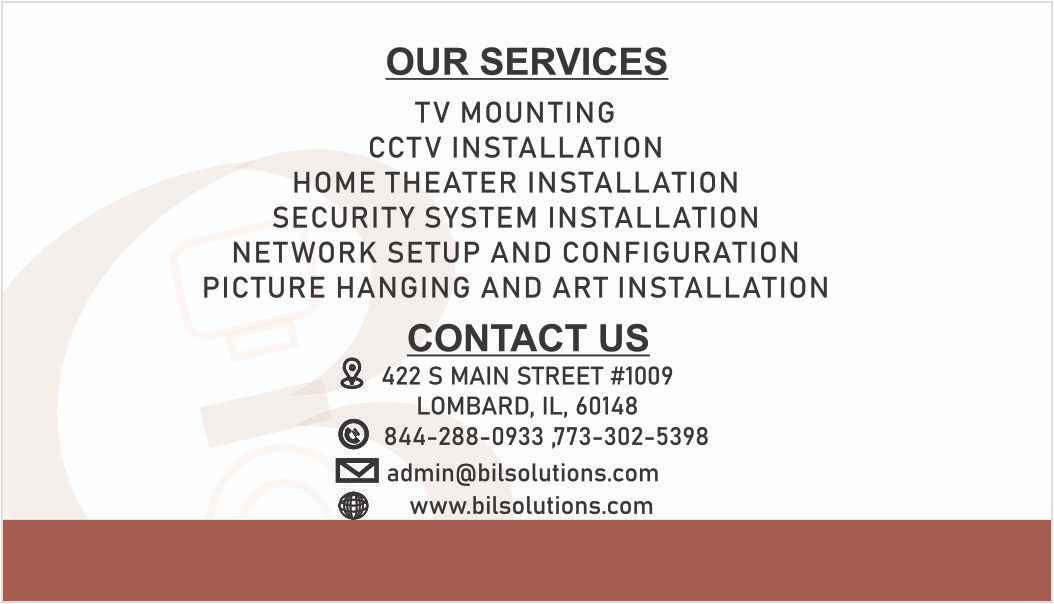 OUR SERVICES
TV MOUNTING
CCTV INSTALLATION
HOME THEATER INSTALLATION
SECURITY SYSTEM INSTALLATION
NETWORK SETUP AND CONFIGURATION
PICTURE HANGING AND ART INSTALLATION
CONTACT US
422 S MAIN STREET #1009
LOMBARD, IL, 60148
844-288-0933 ,773-302-5398
admin@bilsolutions.com
www.bilsolutions.com